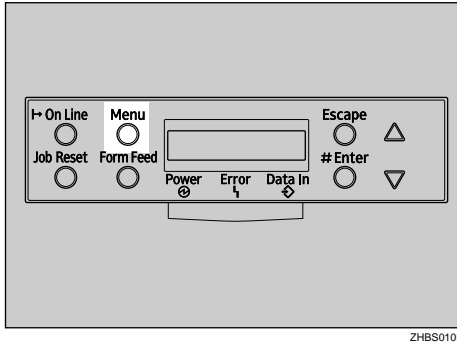 On Line Menu Escape
Job Reset Form Feed # Enter
Power Error Data In
ZHBS010